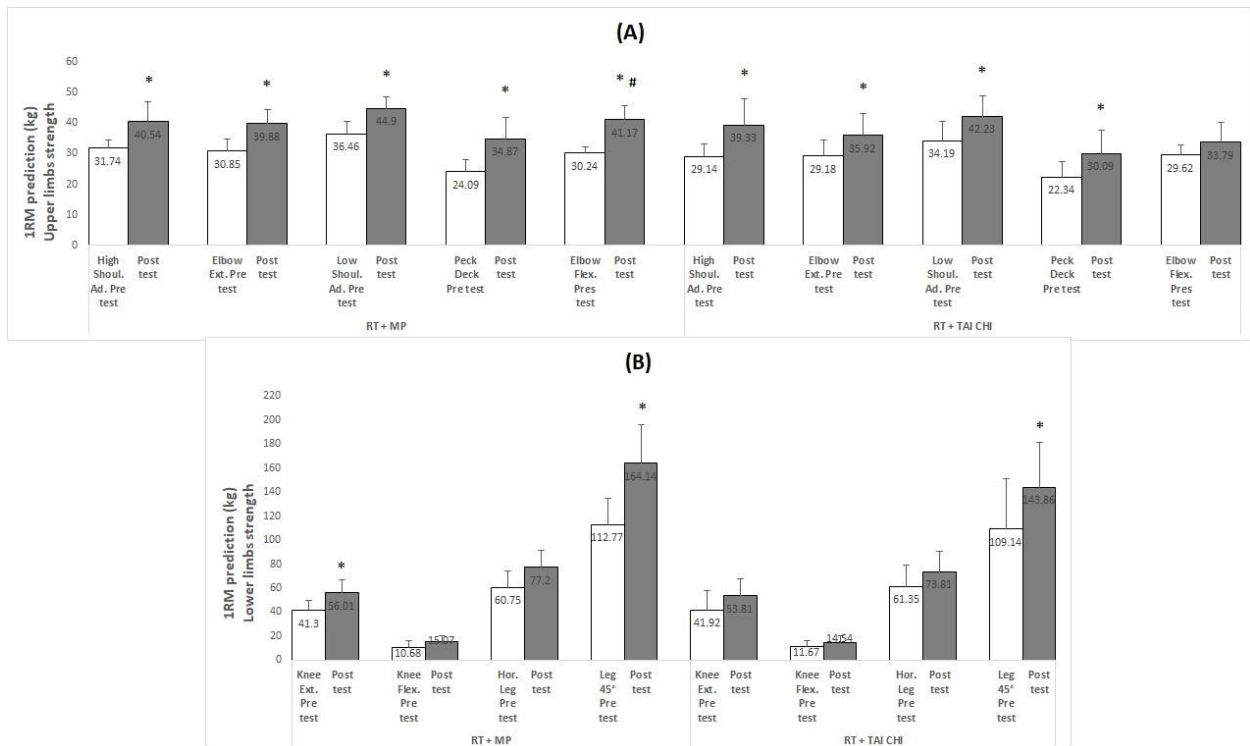 (A)
1RM prediction (kg)
Upper limbs strength
60
50
40
30
20
10
0
* * * * * # * * * *
31.74 40.54 30.85 39.88 36.46 44.9 24.09 34.87 30.24 41.17 29.14 39.33 29.18 35.92 34.19 42.23 22.34 30.09 29.62 33.79
High Post Elbow Post Low Post Peck Post Elbow Post High Post Elbow Post Low Post Peck Post Elbow Post
Shoul. test Ext. Pre test Shoul. test Deck test Flex. test Shoul. test Ext. Pre test Shoul. test Deck test Flex. test
Ad. Pre test Ad. Pre Pre test Pres Ad. Pre test Ad. Pre Pre test Pres
test test test test test test
RT + MP RT + TAI CHI
(B)
1RM prediction (kg)
Lower limbs strength
220
200
180
160
140
120
100
80
60
40
20
0
* * *
41.3 56.01 10.68 15.07 60.75 77.2 112.77 164.14 41.92 53.81 11.67 14.54 61.35 73.81 109.14 143.86
Knee Post Knee Post Hor. Post Leg Post Knee Post Knee Post Hor. Post Leg Post
Ext. test Flex. test Leg Pre test 45° test Ext. test Flex. test Leg Pre test 45° test
Pre Pre test Pre Pre Pre test Pre
test test test test test test
RT + MP RT + TAI CHI